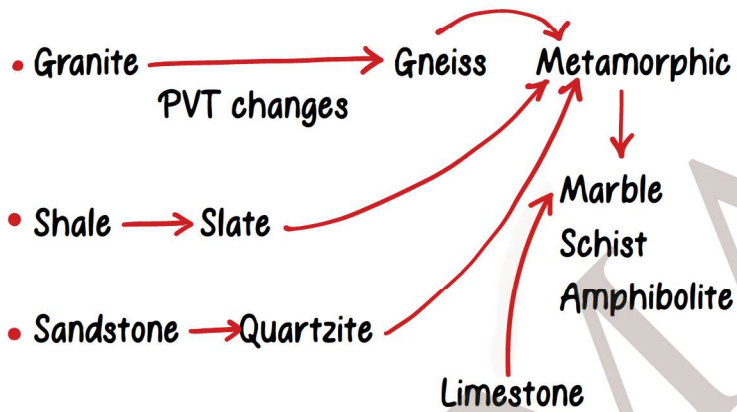 • Granite → Gneiss Metamorphic
PVT changes
• Shale → Slate
Marble
Schist
Amphibolite
• Sandstone → Quartzite
Limestone